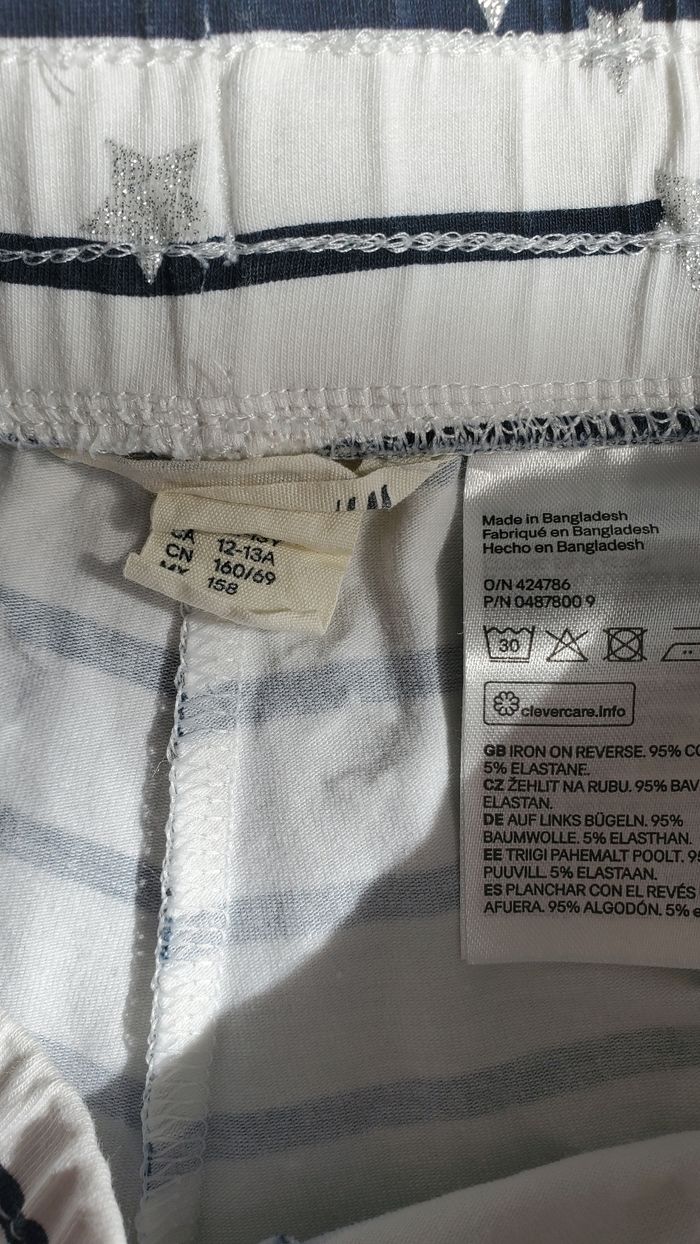 12-13A
CN 160/69
MX 158
Made in Bangladesh
Fabriqué en Bangladesh
Hecho en Bangladesh
O/N 424786
P/N 0487800 9
30
clevercare.info
GB IRON ON REVERSE. 95%
5% ELASTANE.
CZ ŽEHLIT NA RUBU. 95%
ELASTAN.
DE AUF LINKS BÜGELN. 95%
BAUMWOLLE. 5% ELASTHAN.
EE TRIIGI PAHEMALT POOLT.
PUUVILL. 5% ELASTAAN.
ES PLANCHAR CON EL REVÉS
AFUERA. 95% ALGODÓN. 5%